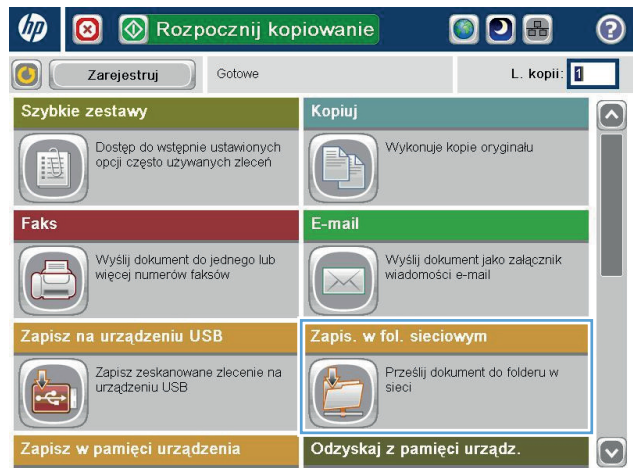 hp
Rozpocznij kopiowanie
?
Zarejestruj
Gotowe
L. kopii: 1
Szybkie zestawy
Kopiuj
Dostęp do wstępnie ustawionych
opcji często używanych zleceń
Wykonuje kopie oryginału
Faks
E-mail
Wyślij dokument do jednego lub
więcej numerów faksów
Wyślij dokument jako załącznik
wiadomości e-mail
Zapisz na urządzeniu USB
Zapis. w fol. sieciowym
Zapisz zeskanowane zlecenie na
urządzeniu USB
Prześlij dokument do folderu w
sieci
Zapisz w pamięci urządzenia
Odzyskaj z pamięci urządz.